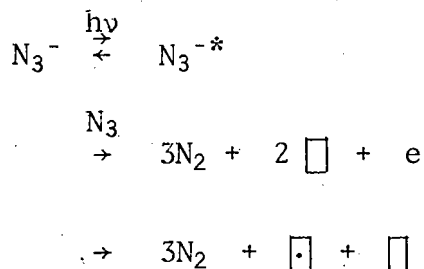 hν
N₃⁻ ⇄ N₃⁻*
N₃
→ 3N₂ + 2 □ + e
→ 3N₂ + ⊡ + □